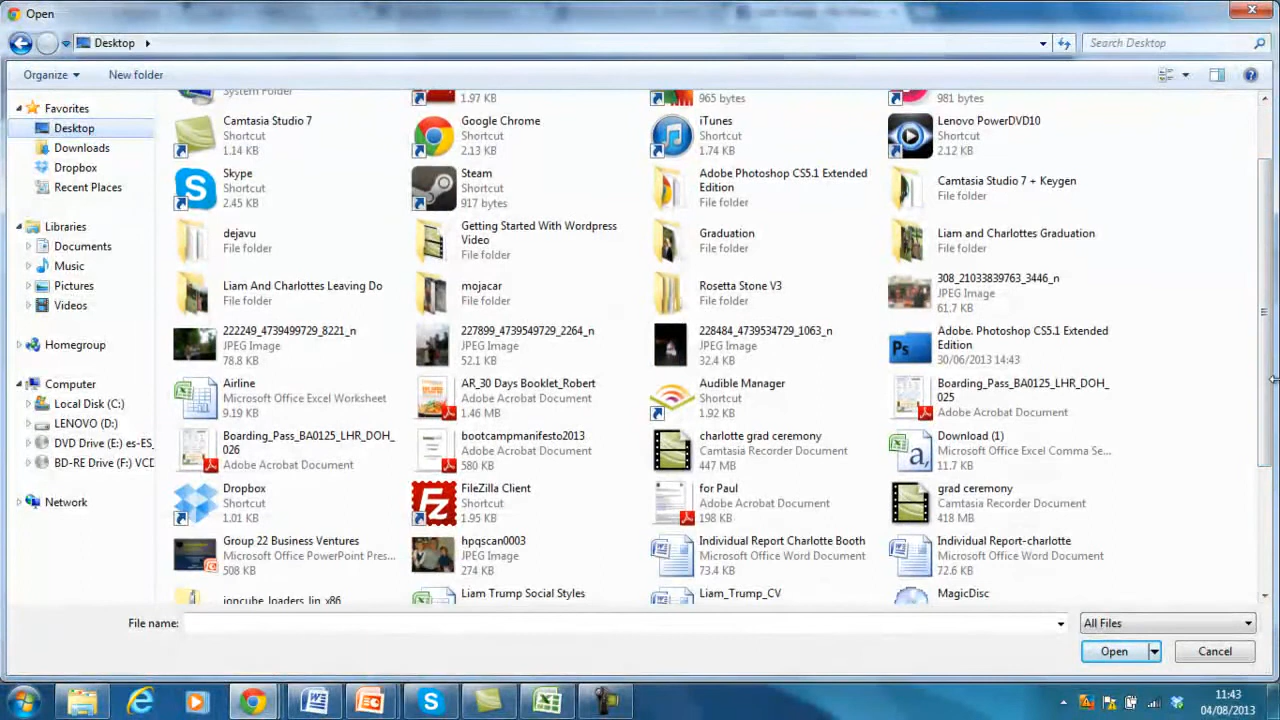 Open
Desktop
Search Desktop
Organize
New folder
Favorites
Desktop
Downloads
Dropbox
Recent Places
Libraries
Documents
Music
Pictures
Videos
Homegroup
Computer
Local Disk (C:)
LENOVO (D:)
DVD Drive (E:) es-ES_
BD-RE Drive (F:) VCD
Network
System Folder
1.97 KB
965 bytes
981 bytes
Camtasia Studio 7
Shortcut
1.14 KB
Google Chrome
Shortcut
2.13 KB
iTunes
Shortcut
1.74 KB
Lenovo PowerDVD10
Shortcut
2.12 KB
Skype
Shortcut
2.45 KB
Steam
Shortcut
917 bytes
Adobe Photoshop CS5.1 Extended
Edition
File folder
Camtasia Studio 7 + Keygen
File folder
dejavu
File folder
Getting Started With Wordpress
Video
File folder
Graduation
File folder
Liam and Charlottes Graduation
File folder
Liam And Charlottes Leaving Do
File folder
mojacar
File folder
Rosetta Stone V3
File folder
308_21033839763_3446_n
JPEG Image
61.7 KB
222249_4739499729_8221_n
JPEG Image
78.8 KB
227899_4739549729_2264_n
JPEG Image
52.1 KB
228484_4739534729_1063_n
JPEG Image
32.4 KB
Ps
Adobe. Photoshop CS5.1 Extended
Edition
30/06/2013 14:43
Airline
Microsoft Office Excel Worksheet
9.19 KB
AR_30 Days Booklet_Robert
Adobe Acrobat Document
1.46 MB
Audible Manager
Shortcut
1.92 KB
Boarding_Pass_BA0125_LHR_DOH_
025
Adobe Acrobat Document
Boarding_Pass_BA0125_LHR_DOH_
026
Adobe Acrobat Document
bootcampmanifesto2013
Adobe Acrobat Document
580 KB
charlotte grad ceremony
Camtasia Recorder Document
447 MB
Download (1)
Microsoft Office Excel Comma Se...
11.7 KB
Dropbox
Shortcut
1.01 KB
FileZilla Client
Shortcut
1.95 KB
for Paul
Adobe Acrobat Document
198 KB
grad ceremony
Camtasia Recorder Document
418 MB
Group 22 Business Ventures
Microsoft Office PowerPoint Pres...
508 KB
hpqscan0003
JPEG Image
274 KB
Individual Report Charlotte Booth
Microsoft Office Word Document
73.4 KB
Individual Report-charlotte
Microsoft Office Word Document
72.6 KB
ioncube_loaders_lin_x86
Liam Trump Social Styles
Liam_Trump_CV
MagicDisc
File name:
All Files
Open
Cancel
11:43
04/08/2013